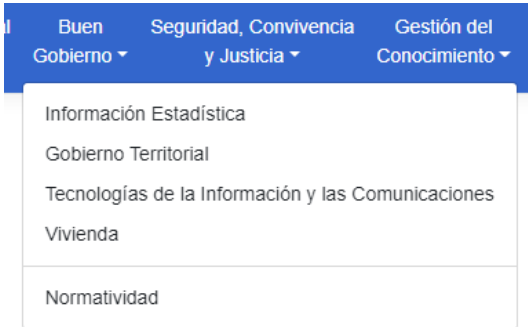 Buen
Gobierno
Seguridad, Convivencia
y Justicia
Gestión del
Conocimiento
Información Estadística
Gobierno Territorial
Tecnologías de la Información y las Comunicaciones
Vivienda
Normatividad